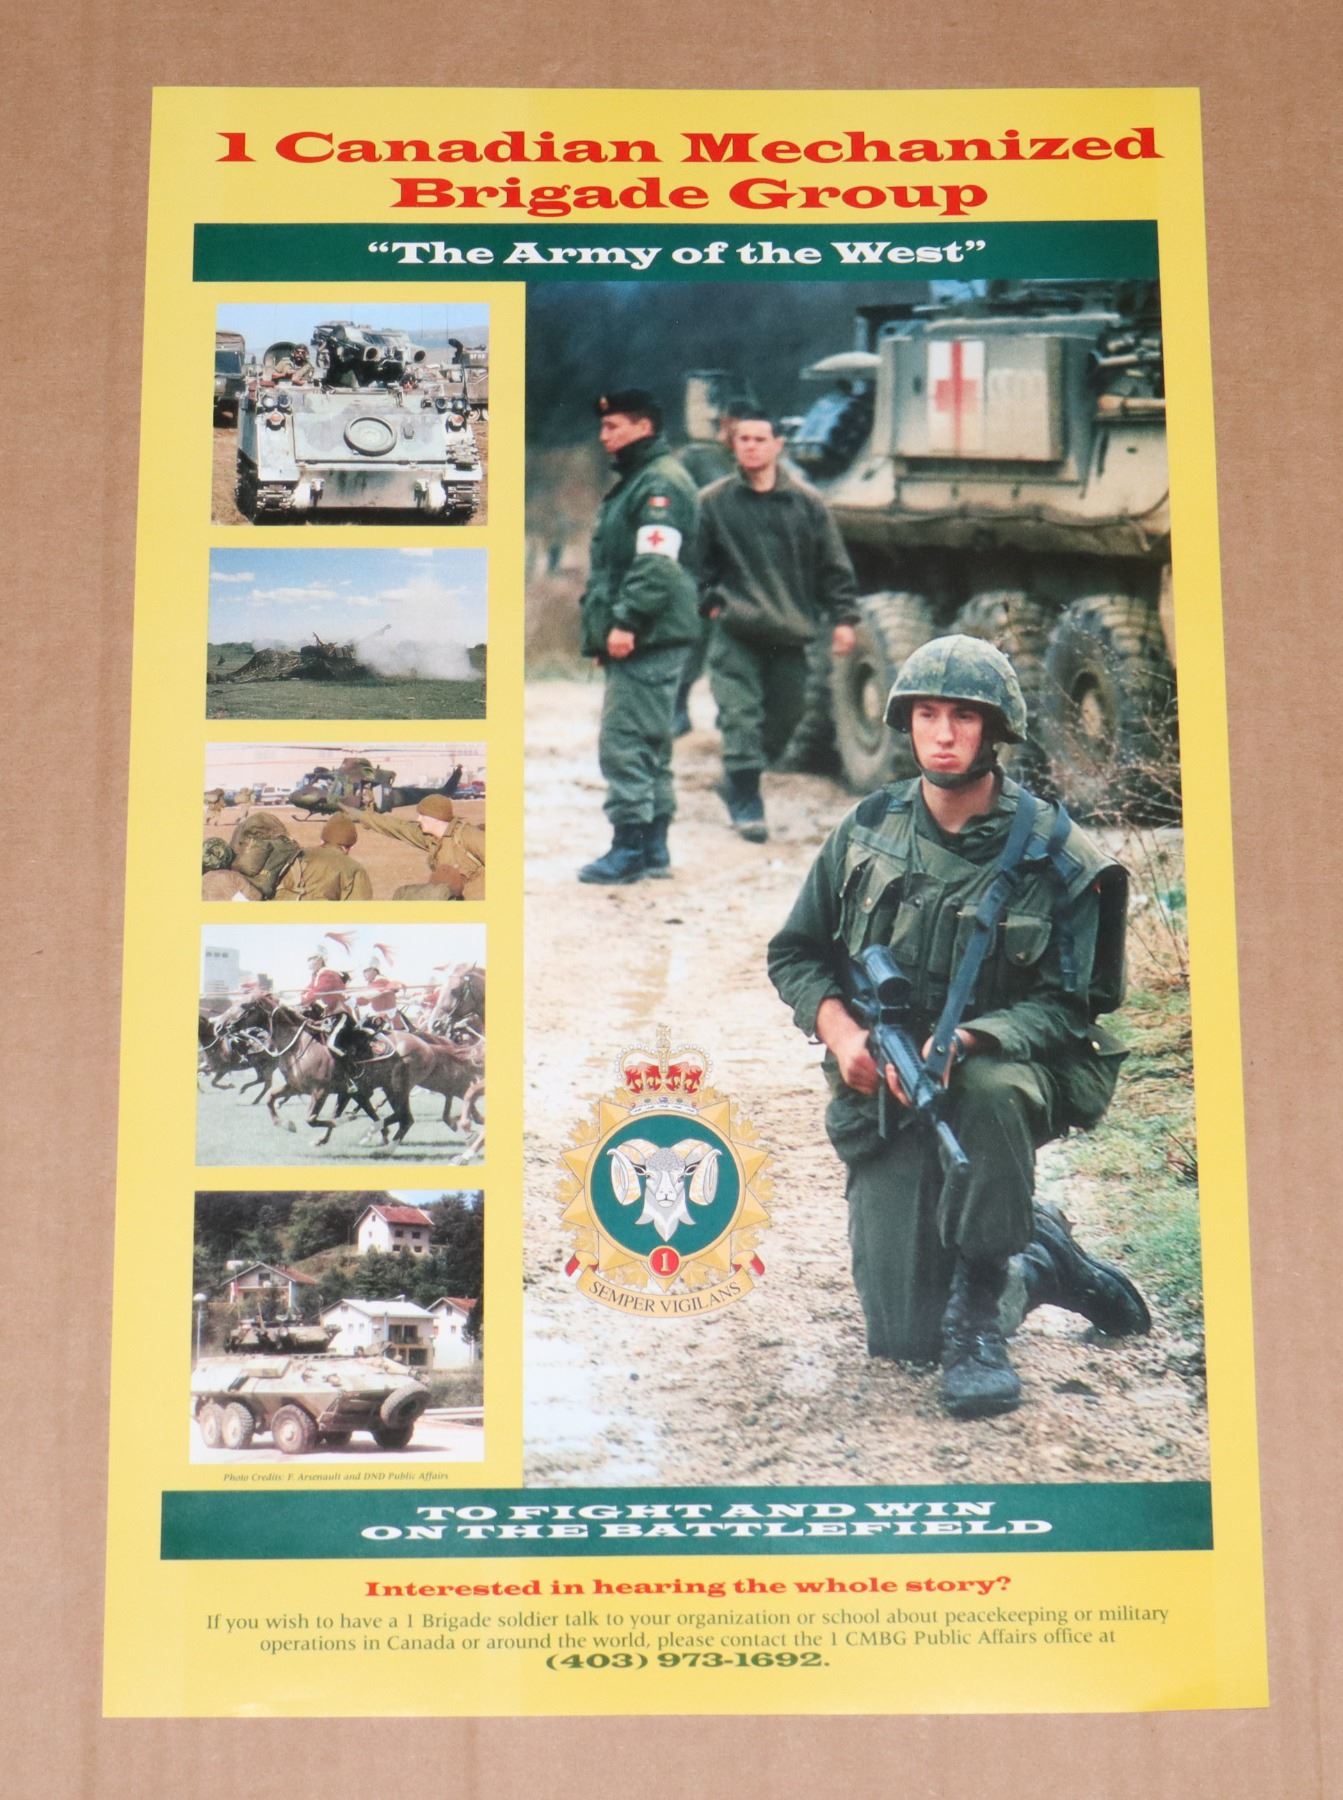 1 Canadian Mechanized
Brigade Group
“The Army of the West”
1
SEMPER VIGILANS
Photo Credits: F. Arsenault and DND Public Affairs
TO FIGHT AND WIN
ON THE BATTLEFIELD
Interested in hearing the whole story?
If you wish to have a 1 Brigade soldier talk to your organization or school about peacekeeping or military
operations in Canada or around the world, please contact the 1 CMBG Public Affairs office at
(403) 973-1692.